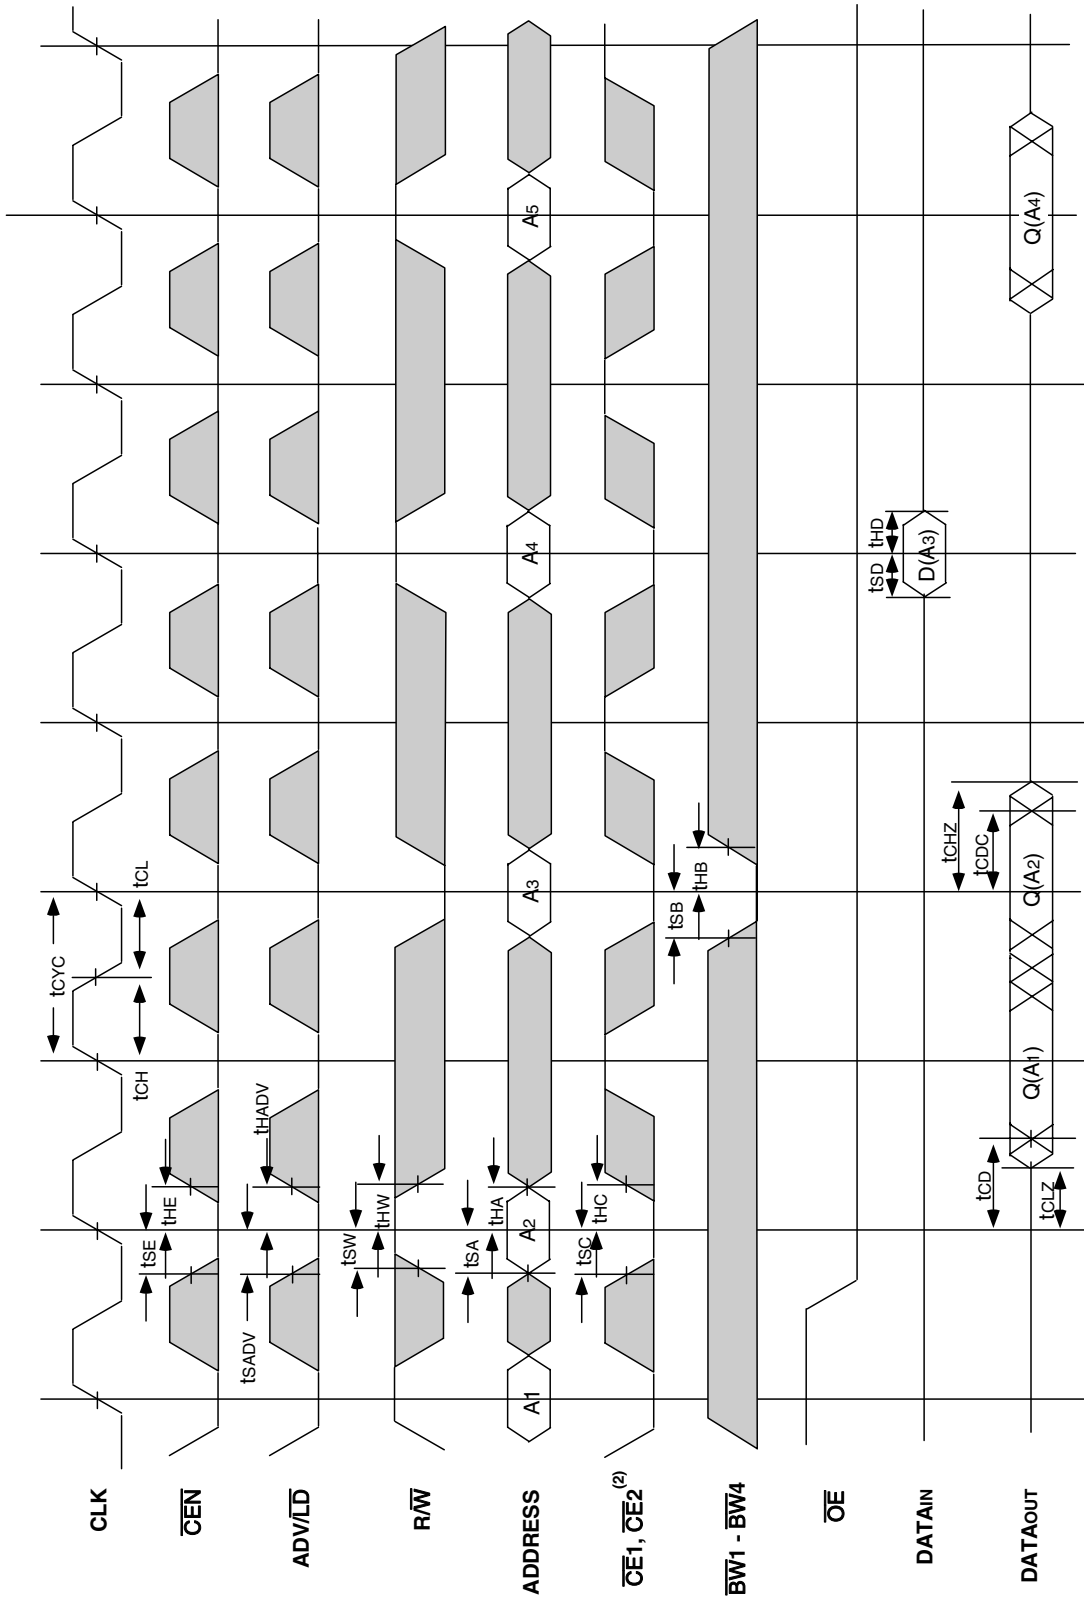 tCYC
tCH tCL
CLK
tSE tHE
CEN
tSADV tHADV
ADV/LD
tSW tHW
R/W
tSA tHA
ADDRESS A1 A2 A3 A4 A5
tSC tHC
CE1, CE2(2)
tSB tHB
BW1 - BW4
OE
tSD tHD
DATAIN D(A3)
tCD tCHZ
tCLZ tCDC
DATAOUT Q(A1) Q(A2) Q(A4)